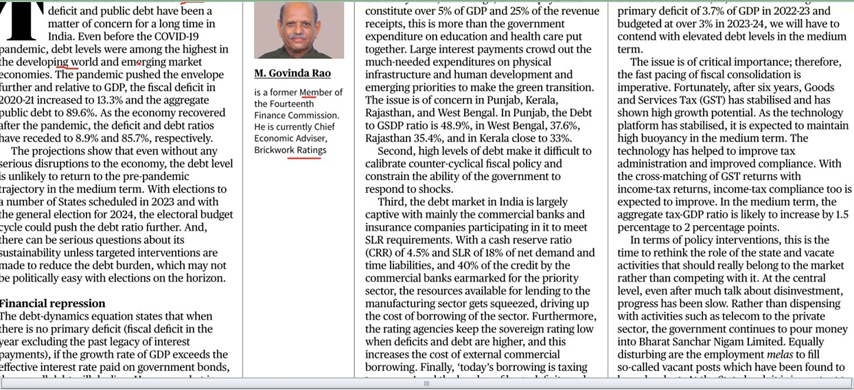 T
deficit and public debt have been a
matter of concern for a long time in
India. Even before the COVID-19
pandemic, debt levels were among the highest in
the developing world and emerging market
economies. The pandemic pushed the envelope
further and relative to GDP, the fiscal deficit in
2020-21 increased to 13.3% and the aggregate
public debt to 89.6%. As the economy recovered
after the pandemic, the deficit and debt ratios
have receded to 8.9% and 85.7%, respectively.
The projections show that even without any
serious disruptions to the economy, the debt level
is unlikely to return to the pre-pandemic
trajectory in the medium term. With elections to
a number of States scheduled in 2023 and with
the general election for 2024, the electoral budget
cycle could push the debt ratio further. And,
there can be serious questions about its
sustainability unless targeted interventions are
made to reduce the debt burden, which may not
be politically easy with elections on the horizon.
Financial repression
The debt-dynamics equation states that when
there is no primary deficit (fiscal deficit in the
year excluding the past legacy of interest
payments), if the growth rate of GDP exceeds the
effective interest rate paid on government bonds,
M. Govinda Rao
is a former Member of
the Fourteenth
Finance Commission.
He is currently Chief
Economic Adviser,
Brickwork Ratings
constitute over 5% of GDP and 25% of the revenue
receipts, this is more than the government
expenditure on education and health care put
together. Large interest payments crowd out the
much-needed expenditures on physical
infrastructure and human development and
emerging priorities to make the green transition.
The issue is of concern in Punjab, Kerala,
Rajasthan, and West Bengal. In Punjab, the Debt
to GSDP ratio is 48.9%, in West Bengal, 37.6%,
Rajasthan 35.4%, and in Kerala close to 33%.
Second, high levels of debt make it difficult to
calibrate counter-cyclical fiscal policy and
constrain the ability of the government to
respond to shocks.
Third, the debt market in India is largely
captive with mainly the commercial banks and
insurance companies participating in it to meet
SLR requirements. With a cash reserve ratio
(CRR) of 4.5% and SLR of 18% of net demand and
time liabilities, and 40% of the credit by the
commercial banks earmarked for the priority
sector, the resources available for lending to the
manufacturing sector gets squeezed, driving up
the cost of borrowing of the sector. Furthermore,
the rating agencies keep the sovereign rating low
when deficits and debt are higher, and this
increases the cost of external commercial
borrowing. Finally, ‘today’s borrowing is taxing
primary deficit of 3.7% of GDP in 2022-23 and
budgeted at over 3% in 2023-24, we will have to
contend with elevated debt levels in the medium
term.
The issue is of critical importance; therefore,
the fast pacing of fiscal consolidation is
imperative. Fortunately, after six years, Goods
and Services Tax (GST) has stabilised and has
shown high growth potential. As the technology
platform has stabilised, it is expected to maintain
high buoyancy in the medium term. The
technology has helped to improve tax
administration and improved compliance. With
the cross-matching of GST returns with
income-tax returns, income-tax compliance too is
expected to improve. In the medium term, the
aggregate tax-GDP ratio is likely to increase by 1.5
percentage to 2 percentage points.
In terms of policy interventions, this is the
time to rethink the role of the state and vacate
activities that should really belong to the market
rather than competing with it. At the central
level, even after much talk about disinvestment,
progress has been slow. Rather than dispensing
with activities such as telecom to the private
sector, the government continues to pour money
into Bharat Sanchar Nigam Limited. Equally
disturbing are the employment melas to fill
so-called vacant posts which have been found to